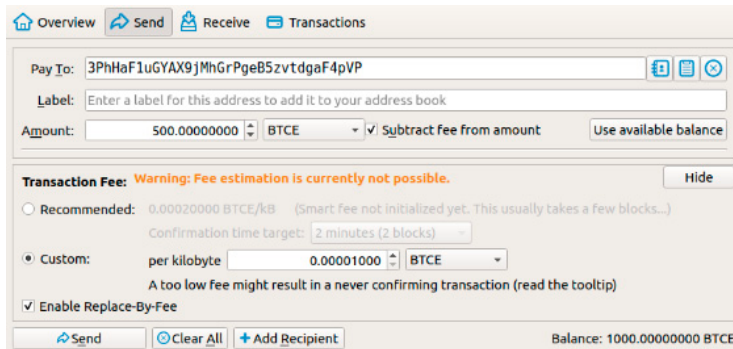 Overview Send Receive Transactions
Pay To: 3PhHaF1uGYAX9jMhGrPgeB5zvtdgaF4pVP
Label: Enter a label for this address to add it to your address book
Amount: 500.00000000 BTCE Subtract fee from amount Use available balance
Transaction Fee: Warning: Fee estimation is currently not possible. Hide
Recommended: 0.00020000 BTCE/kB (Smart fee not initialized yet. This usually takes a few blocks...)
Confirmation time target: 2 minutes (2 blocks)
Custom: per kilobyte 0.00001000 BTCE
A too low fee might result in a never confirming transaction (read the tooltip)
Enable Replace-By-Fee
Send Clear All Add Recipient Balance: 1000.00000000 BTCE